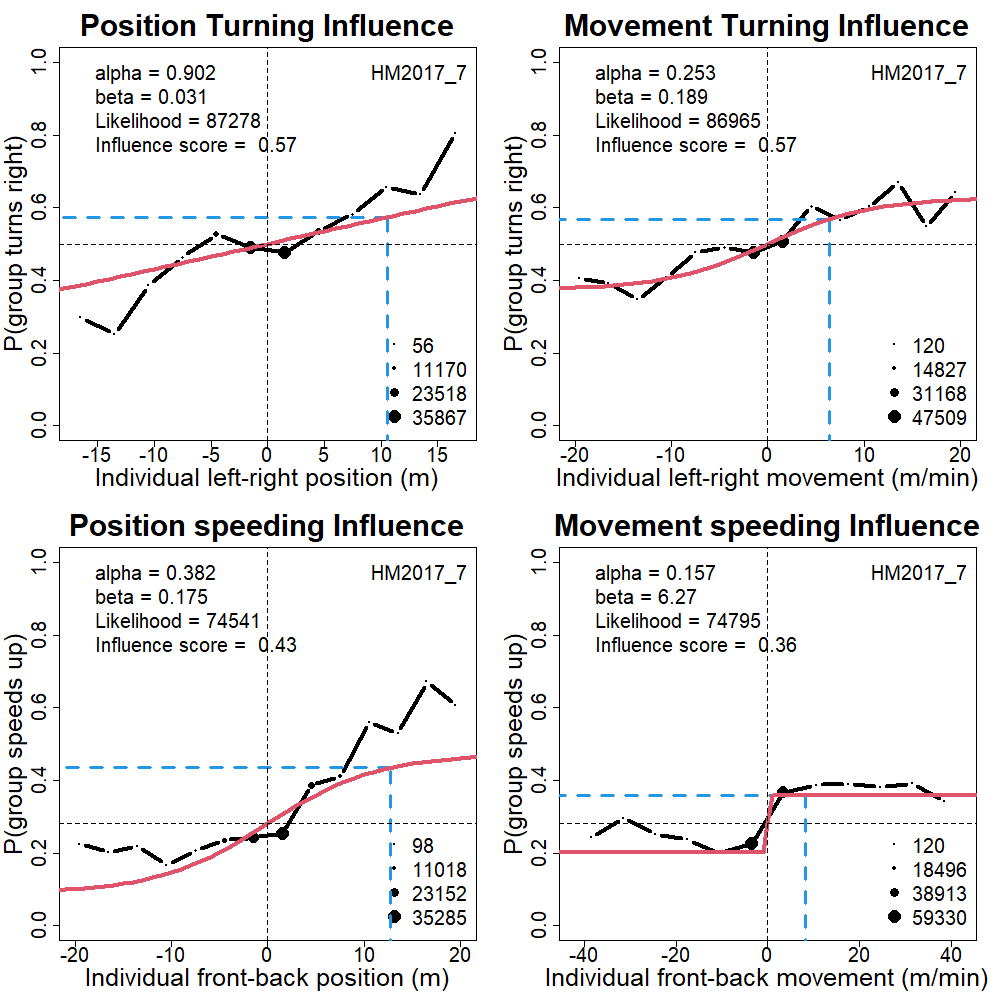 Position Turning Influence
alpha = 0.902
HM2017_7
beta = 0.031
Likelihood = 87278
Influence score = 0.57
P(group turns right)
0.0 0.2 0.4 0.6 0.8 1.0
56
11170
23518
35867
-15 -10 -5 0 5 10 15
Individual left-right position (m)
Movement Turning Influence
alpha = 0.253
HM2017_7
beta = 0.189
Likelihood = 86965
Influence score = 0.57
P(group turns right)
0.0 0.2 0.4 0.6 0.8 1.0
120
14827
31168
47509
-20 -10 0 10 20
Individual left-right movement (m/min)
Position speeding Influence
alpha = 0.382
HM2017_7
beta = 0.175
Likelihood = 74541
Influence score = 0.43
P(group speeds up)
0.0 0.2 0.4 0.6 0.8 1.0
98
11018
23152
35285
-20 -10 0 10 20
Individual front-back position (m)
Movement speeding Influence
alpha = 0.157
HM2017_7
beta = 6.27
Likelihood = 74795
Influence score = 0.36
P(group speeds up)
0.0 0.2 0.4 0.6 0.8 1.0
120
18496
38913
59330
-40 -20 0 20 40
Individual front-back movement (m/min)